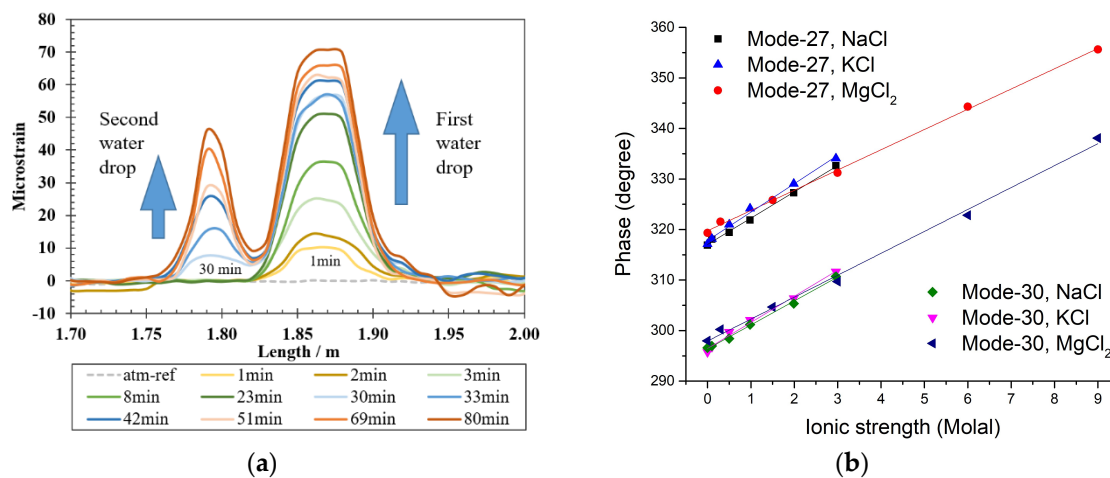 80
70
60
50
40
30
20
10
0
-10
Microstrain
Second
water
drop
First
water
drop
30 min
1min
1.70 1.75 1.80 1.85 1.90 1.95 2.00
Length / m
atm-ref 1min 2min 3min
8min 23min 30min 33min
42min 51min 69min 80min
(a)
370
360
350
340
330
320
310
300
290
Phase (degree)
Mode-27, NaCl
Mode-27, KCl
Mode-27, MgCl₂
Mode-30, NaCl
Mode-30, KCl
Mode-30, MgCl₂
0 1 2 3 4 5 6 7 8 9
Ionic strength (Molal)
(b)